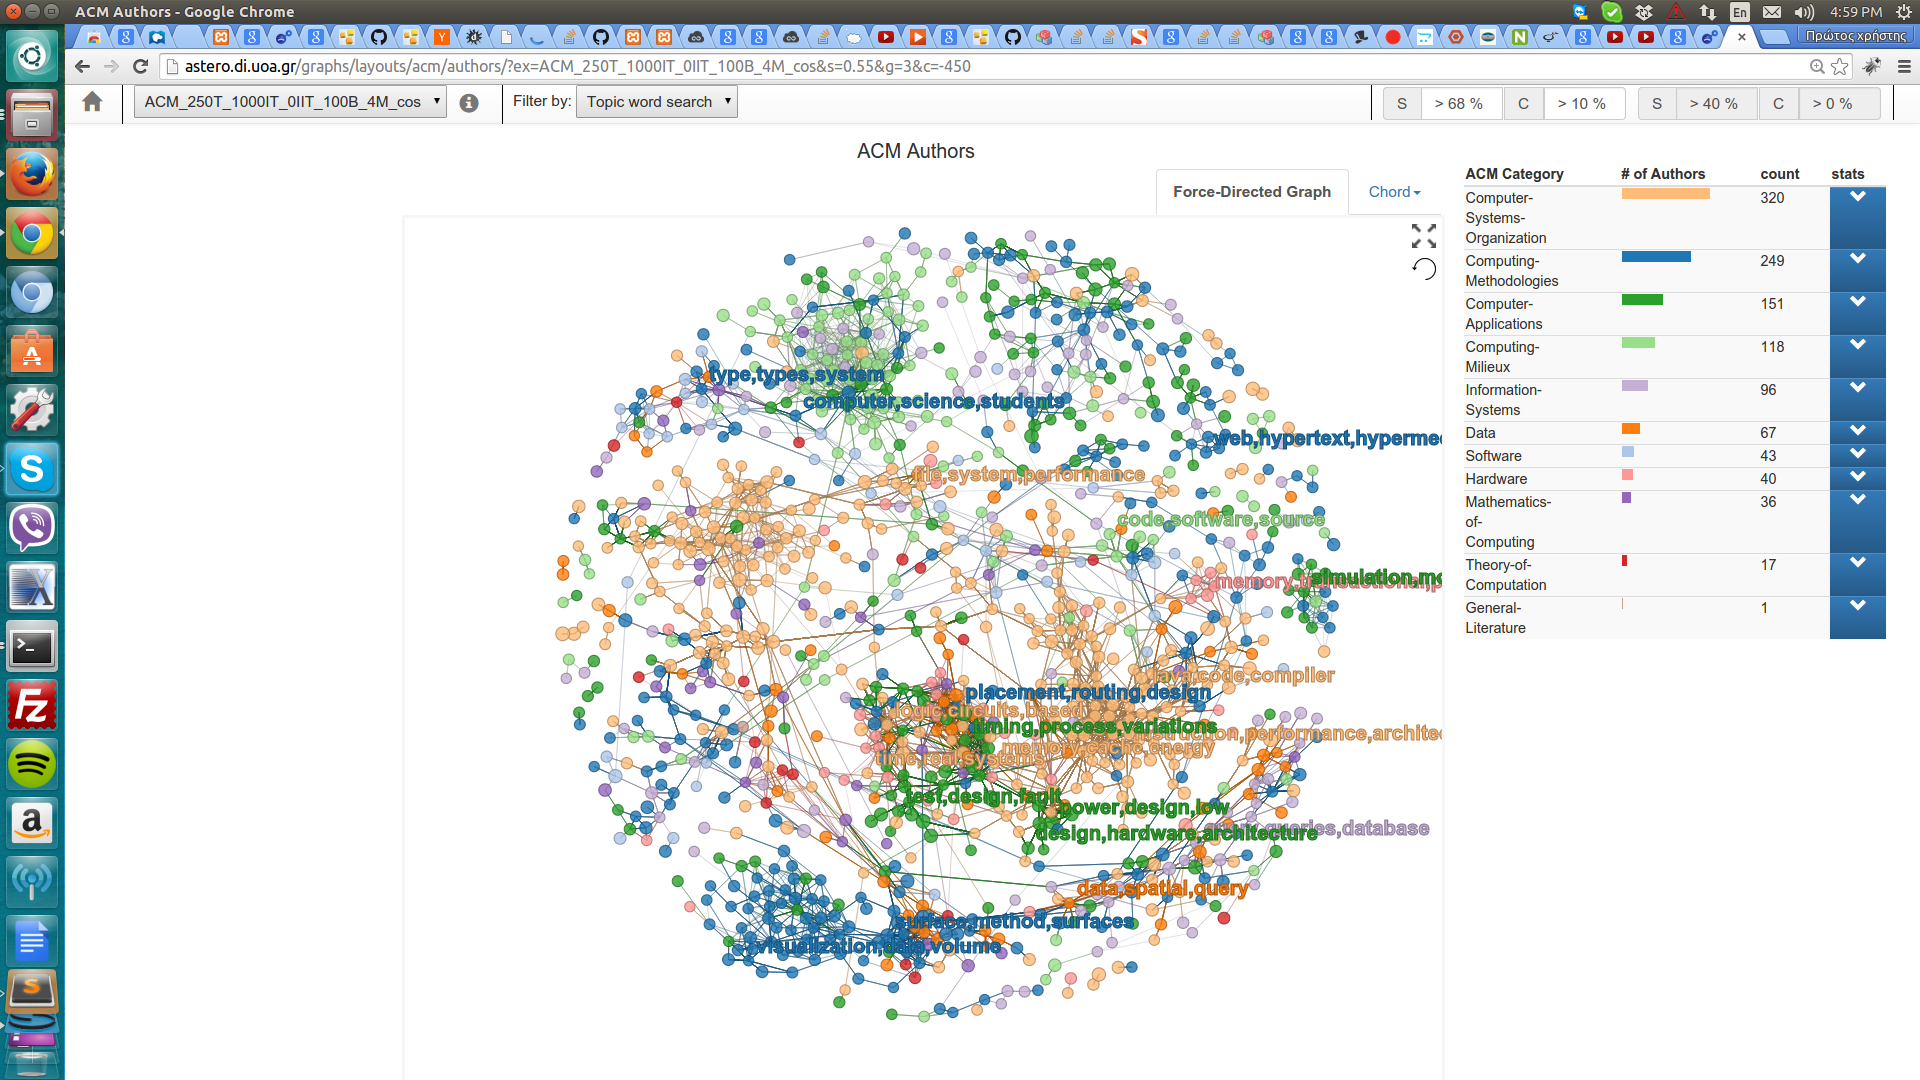 ACM Authors - Google Chrome
En
4:59 PM
Πρώτος χρήστης
astero.di.uoa.gr/graphs/layouts/acm/authors/?ex=ACM_250T_1000IT_0IIT_100B_4M_cos&s=0.55&g=3&c=-450
ACM_250T_1000IT_0IIT_100B_4M_cos
Filter by:
Topic word search
S > 68 % C > 10 % S > 40 % C > 0 %
ACM Authors
Force-Directed Graph
Chord
ACM Category # of Authors count stats
Computer-
Systems-
Organization
320
Computing-
Methodologies
249
Computer-
Applications
151
Computing-
Milieux
118
Information-
Systems
96
Data 67
Software 43
Hardware 40
Mathematics-
of-
Computing
36
Theory-of-
Computation
17
General-
Literature
1
type,types,system
computer,science,students
web,hypertext,hyperme
file,system,performance
code,software,source
simulation,mo
java,code,compiler
placement,routing,design
logic,circuits,based
timing,process,variations
instruction,performance,archite
memory,cache,energy
time,real,systems
test,design,fault
power,design,low
design,hardware,architecture
queries,database
data,spatial,query
surface,method,surfaces
visualization,data,volume